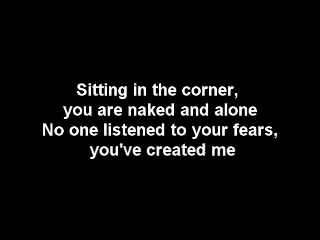 Sitting in the corner,
you are naked and alone
No one listened to your fears,
you've created me